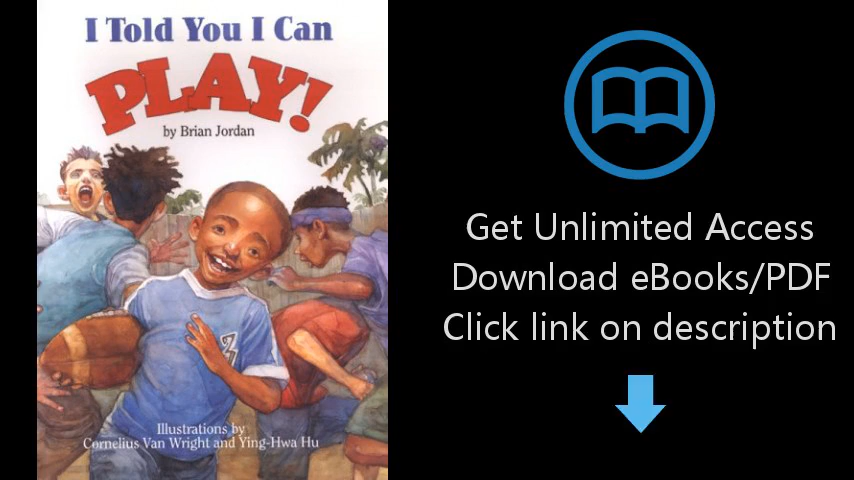 I Told You I Can
PLAY!
by Brian Jordan
3
Illustrations by
Cornelius Van Wright and Ying-Hwa Hu
Get Unlimited Access
Download eBooks/PDF
Click link on description